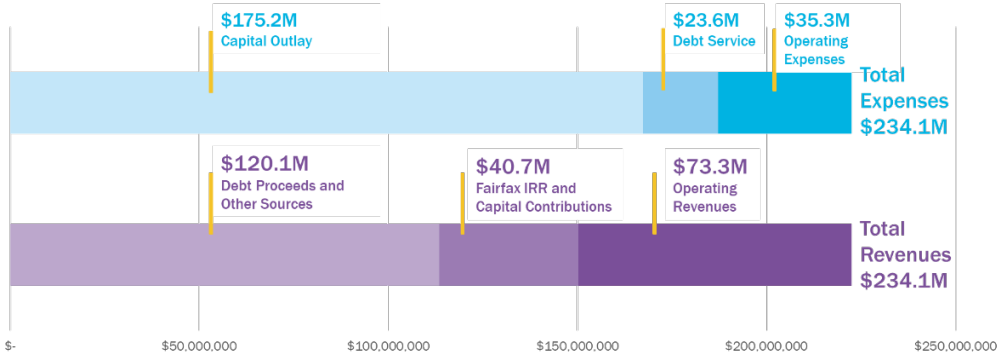 $175.2M
Capital Outlay
$23.6M
Debt Service
$35.3M
Operating
Expenses
Total
Expenses
$234.1M
$120.1M
Debt Proceeds and
Other Sources
$40.7M
Fairfax IRR and
Capital Contributions
$73.3M
Operating
Revenues
Total
Revenues
$234.1M
$-
$50,000,000
$100,000,000
$150,000,000
$200,000,000
$250,000,000